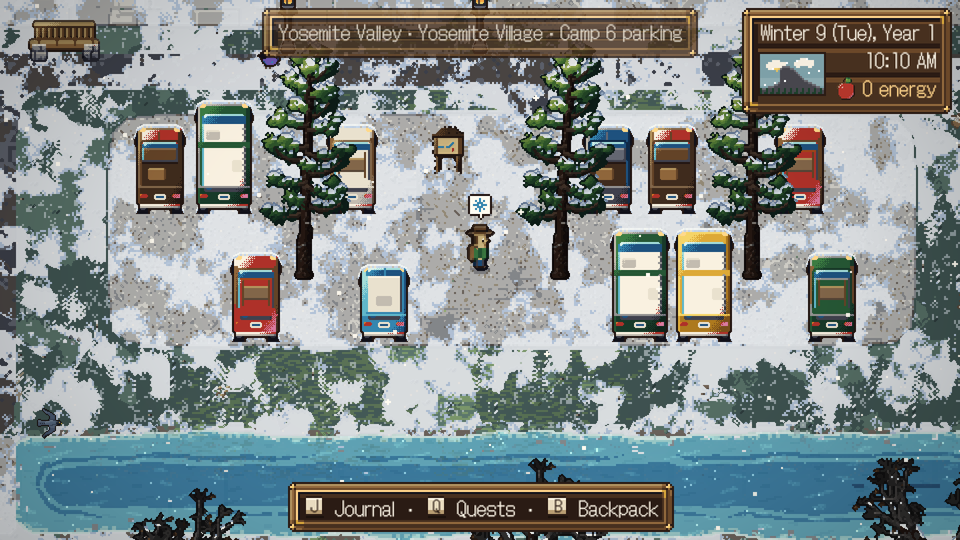 Yosemite Valley · Yosemite Village · Camp 6 parking
Winter 9 (Tue), Year 1
10:10 AM
0 energy
J Journal · Q Quests · B Backpack